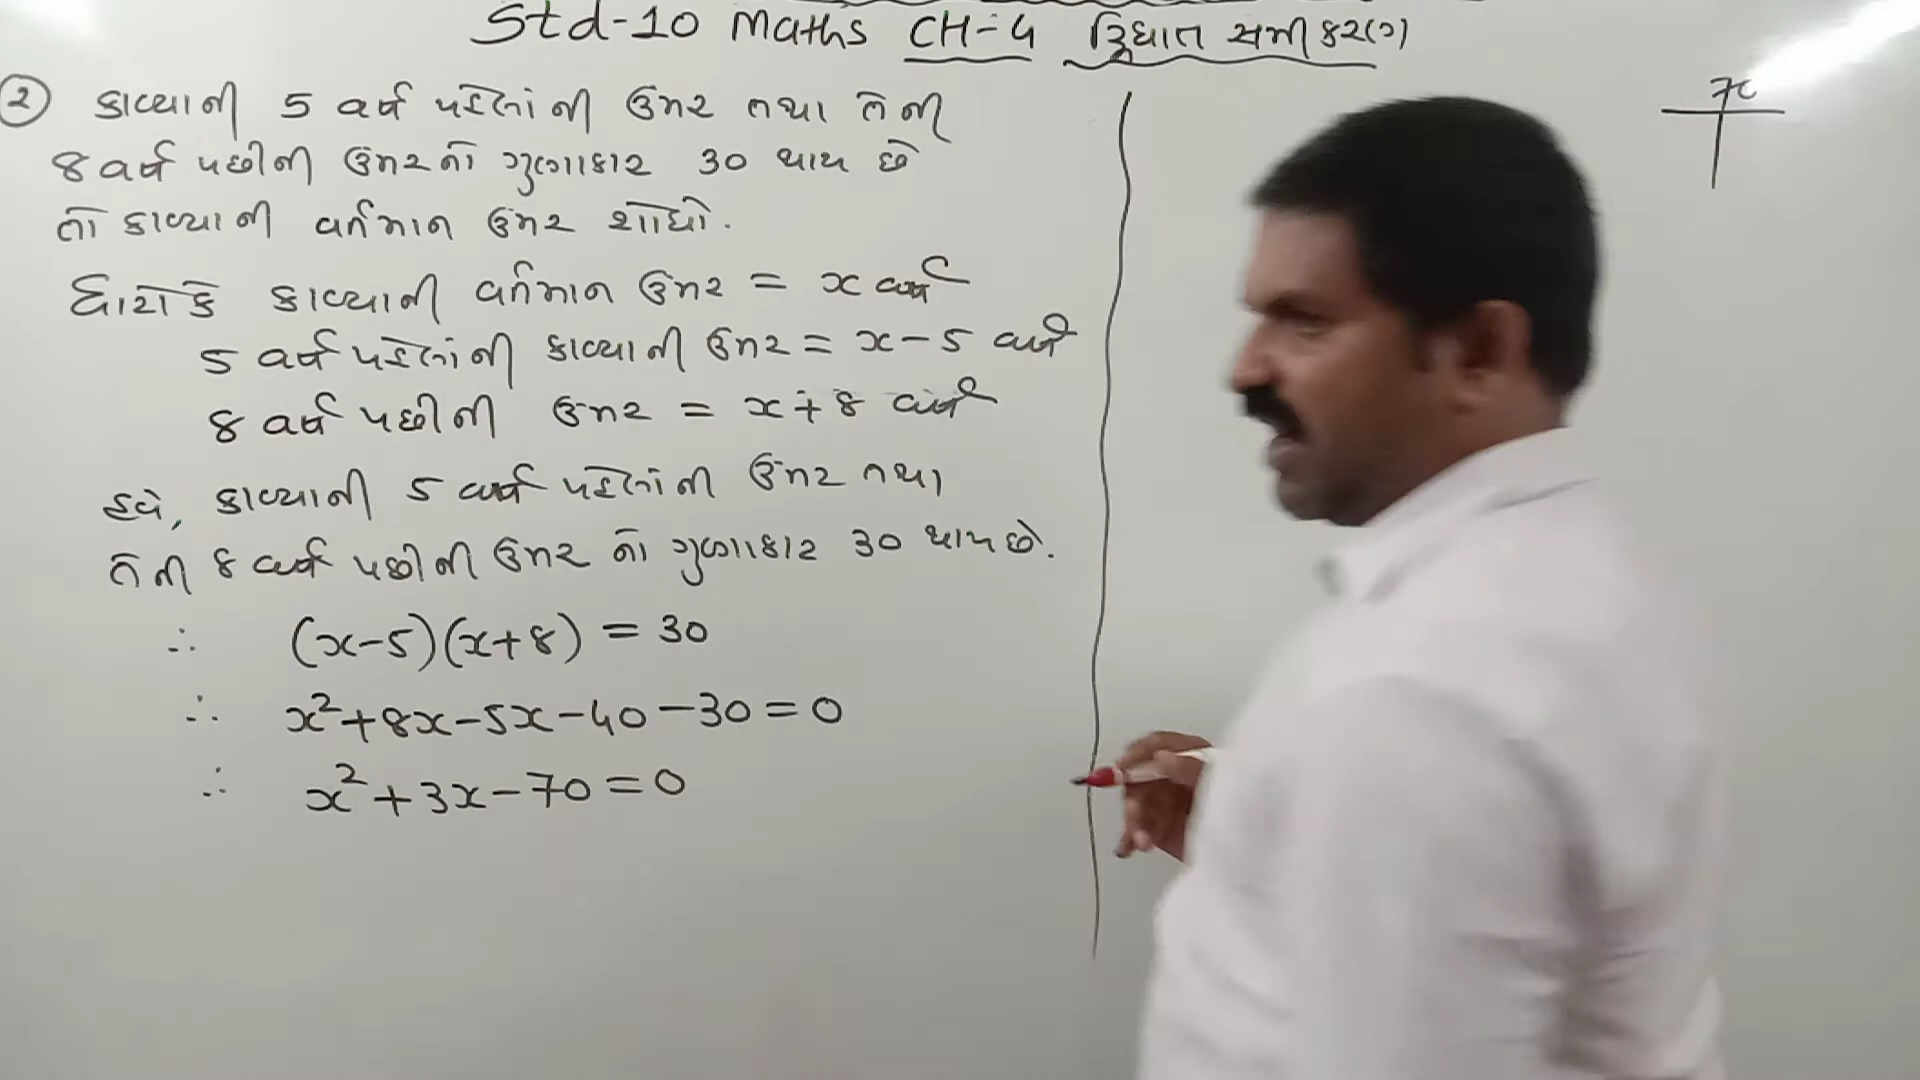 Std-10 Maths CH-4 દ્વિઘાત સમીકરણ
② કાવ્યાની 5 વર્ષ પહેલાંની ઉંમર તથા તેની
8 વર્ષ પછીની ઉંમરનો ગુણાકાર 30 થાય છે
તો કાવ્યાની વર્તમાન ઉંમર શોધો.
ધારોકે કાવ્યાની વર્તમાન ઉંમર = x વર્ષ
5 વર્ષ પહેલાંની કાવ્યાની ઉંમર = x-5 વર્ષ
8 વર્ષ પછીની ઉંમર = x+8 વર્ષ
હવે, કાવ્યાની 5 વર્ષ પહેલાંની ઉંમર તથા
તેની 8 વર્ષ પછીની ઉંમર નો ગુણાકાર 30 થાય છે.
∴ (x-5)(x+8) = 30
∴ x²+8x-5x-40-30=0
∴ x²+3x-70=0